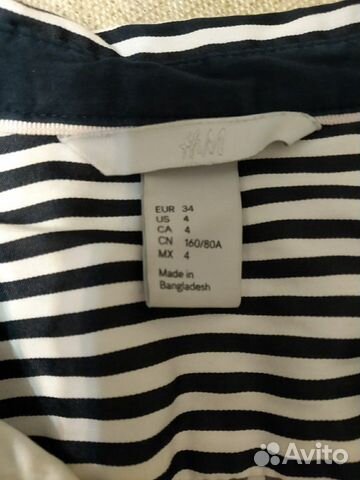 H&M
EUR 34
US 4
CA 4
CN 160/80A
MX 4
Made in
Bangladesh
Avito